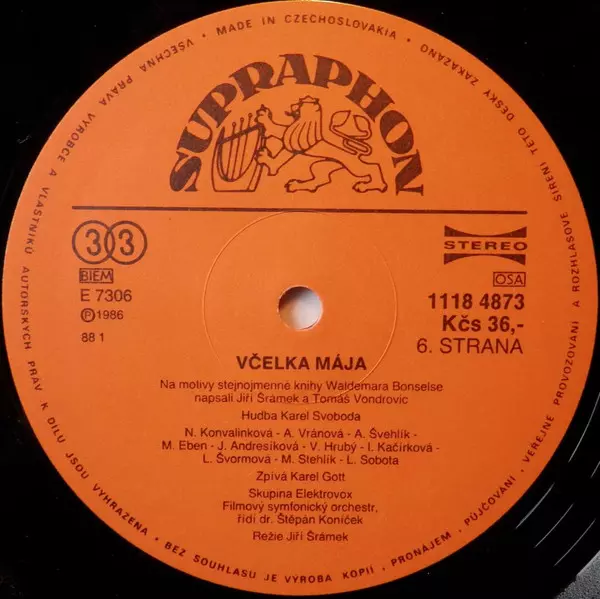 VŠECHNA PRÁVA VÝROBCE A VLASTNÍKŮ AUTORSKÝCH PRÁV K DÍLU JSOU VYHRAZENA • BEZ SOUHLASU JE VÝROBA KOPIÍ, PRONÁJEM, PŮJČOVÁNÍ, VEŘEJNÉ PROVOZOVÁNÍ A ROZHLASOVÉ ŠÍŘENÍ TÉTO DESKY ZAKÁZÁNO • MADE IN CZECHOSLOVAKIA •
SUPRAPHON
33
STEREO
BIEM
OSA
E 7306
1118 4873
Ⓟ1986
Kčs 36,-
88 1
6. STRANA
VČELKA MÁJA
Na motivy stejnojmenné knihy Waldemara Bonselse
napsali Jiří Šrámek a Tomáš Vondrovic
Hudba Karel Svoboda
N. Konvalinková - A. Vránová - A. Švehlík -
M. Eben - J. Andresíková - V. Hrubý - I. Kačírková -
L. Švormová - M. Stehlík - L. Sobota
Zpívá Karel Gott
Skupina Elektrovox
Filmový symfonický orchestr,
řídí dr. Štěpán Koníček
Režie Jiří Šrámek